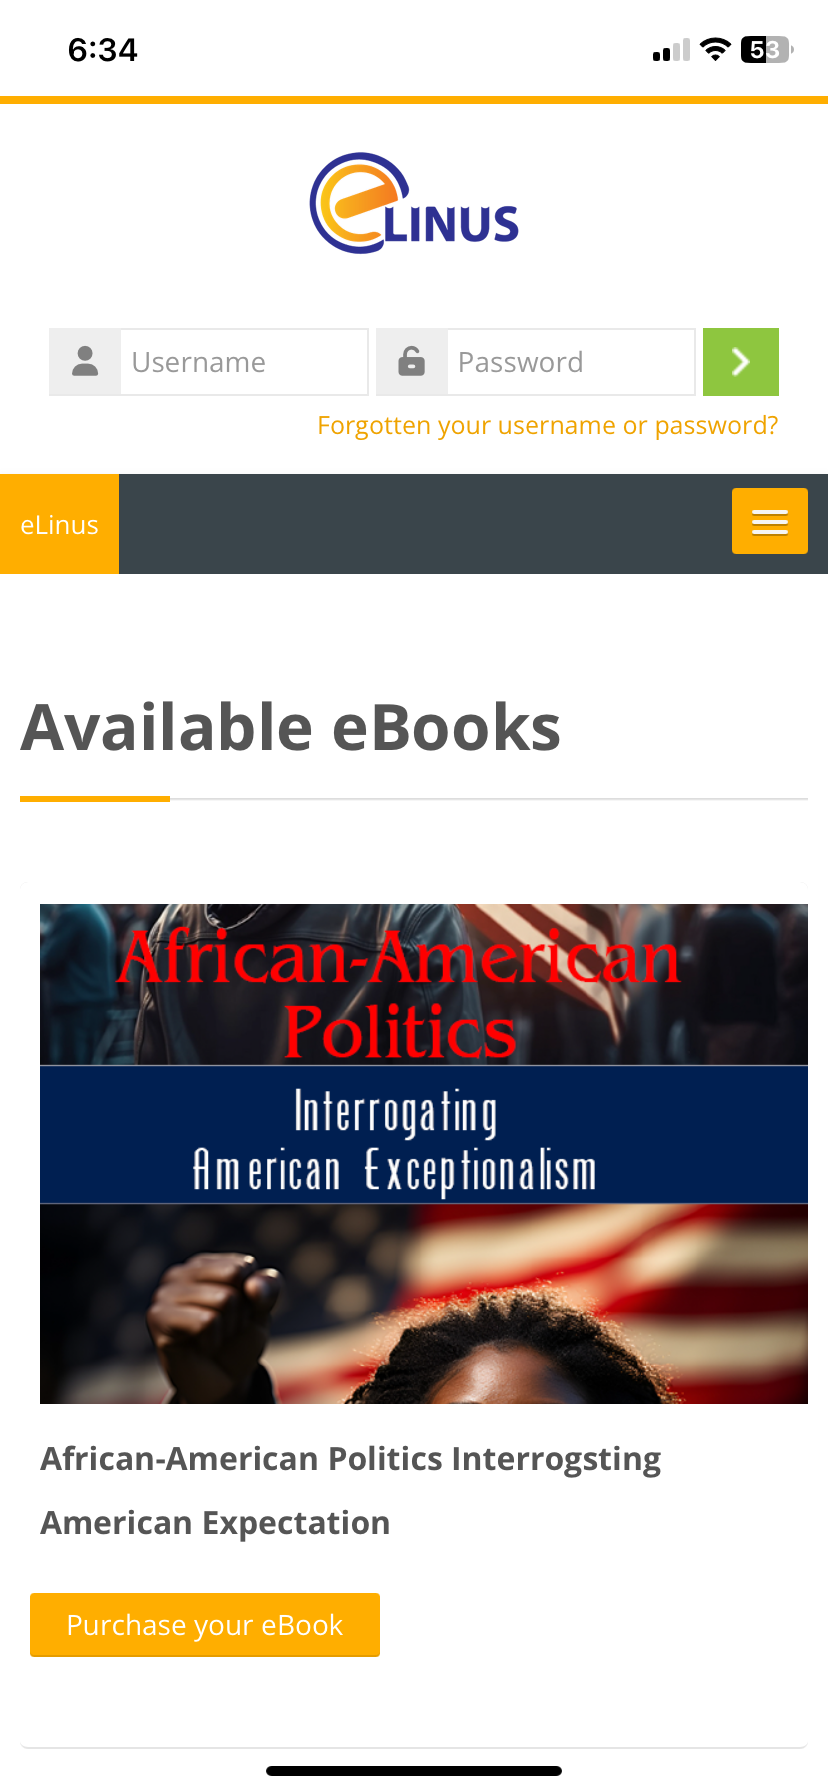 6:34
53
eLINUS
Username
Password
Forgotten your username or password?
eLinus
Available eBooks
African-American
Politics
Interrogating
American Exceptionalism
African-American Politics Interrogsting
American Expectation
Purchase your eBook